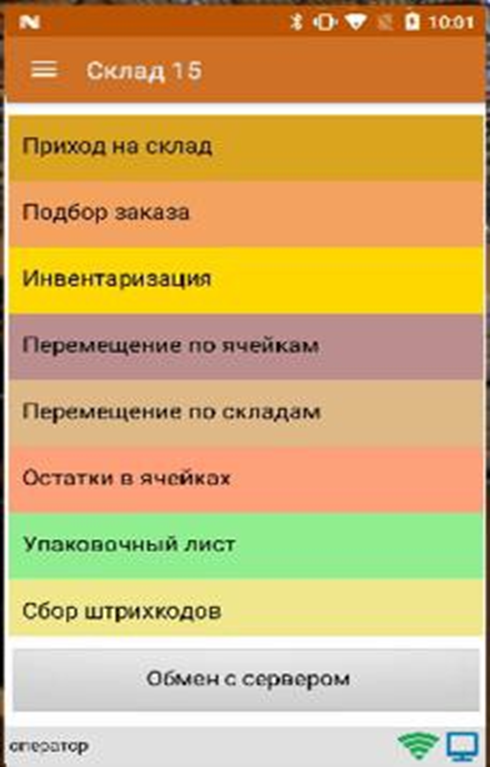 10:01
Склад 15
Приход на склад
Подбор заказа
Инвентаризация
Перемещение по ячейкам
Перемещение по складам
Остатки в ячейках
Упаковочный лист
Сбор штрихкодов
Обмен с сервером
оператор